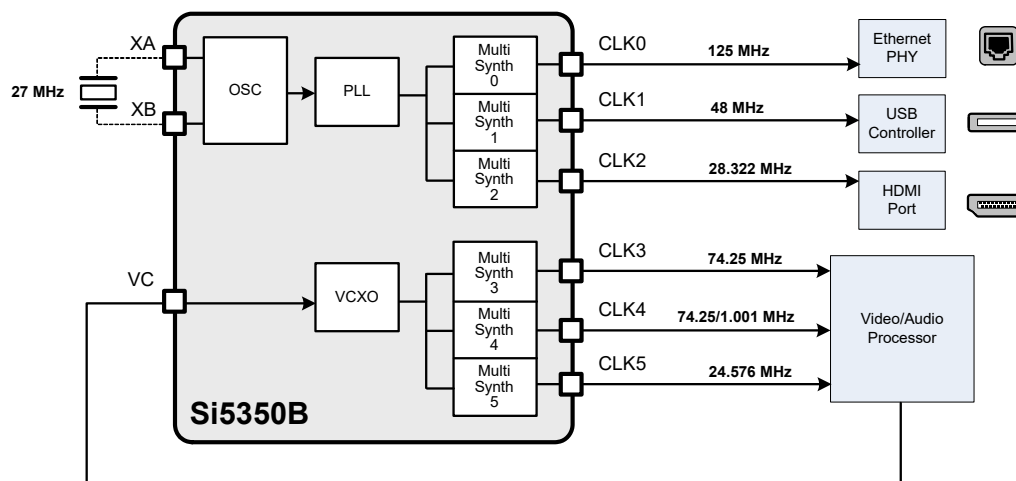 XA
27 MHz
XB
OSC
PLL
Multi
Synth
0
Multi
Synth
1
Multi
Synth
2
CLK0
125 MHz
Ethernet
PHY
CLK1
48 MHz
USB
Controller
CLK2
28.322 MHz
HDMI
Port
VC
VCXO
Multi
Synth
3
Multi
Synth
4
Multi
Synth
5
CLK3
74.25 MHz
CLK4
74.25/1.001 MHz
CLK5
24.576 MHz
Video/Audio
Processor
Si5350B